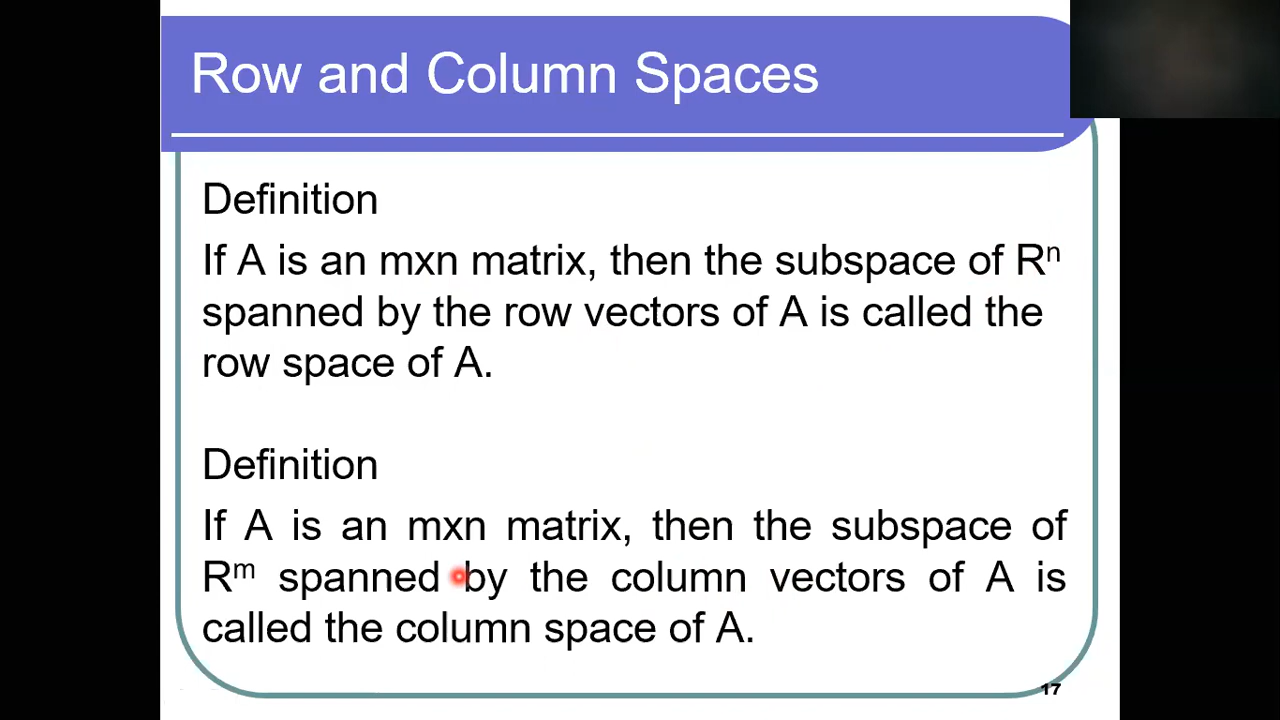 Row and Column Spaces
Definition
If A is an mxn matrix, then the subspace of Rⁿ
spanned by the row vectors of A is called the
row space of A.
Definition
If A is an mxn matrix, then the subspace of
Rᵐ spanned by the column vectors of A is
called the column space of A.
17